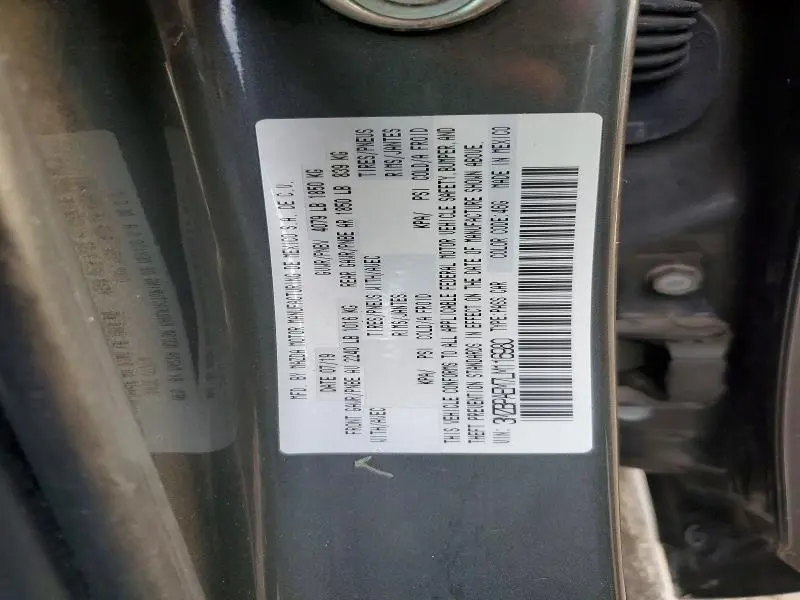 MFD. BY MAZDA MOTOR MANUFACTURING DE MEXICO S.A. DE C.V.
DATE 07/19 GVWR/PNBV 4079 LB 1850 KG
FRONT GAWR/PNBE AV 2240 LB 1016 KG REAR GAWR/PNBE AR 1850 LB 839 KG
WITH/AVEC TIRES/PNEUS WITH/AVEC TIRES/PNEUS
RIMS/JANTES RIMS/JANTES
KPA/ PSI COLD/A FROID KPA/ PSI COLD/A FROID
THIS VEHICLE CONFORMS TO ALL APPLICABLE FEDERAL MOTOR VEHICLE SAFETY,BUMPER,AND
THEFT PREVENTION STANDARDS IN EFFECT ON THE DATE OF MANUFACTURE SHOWN ABOVE.
VIN: TYPE:PASS CAR COLOR CODE:46G MADE IN MEXICO